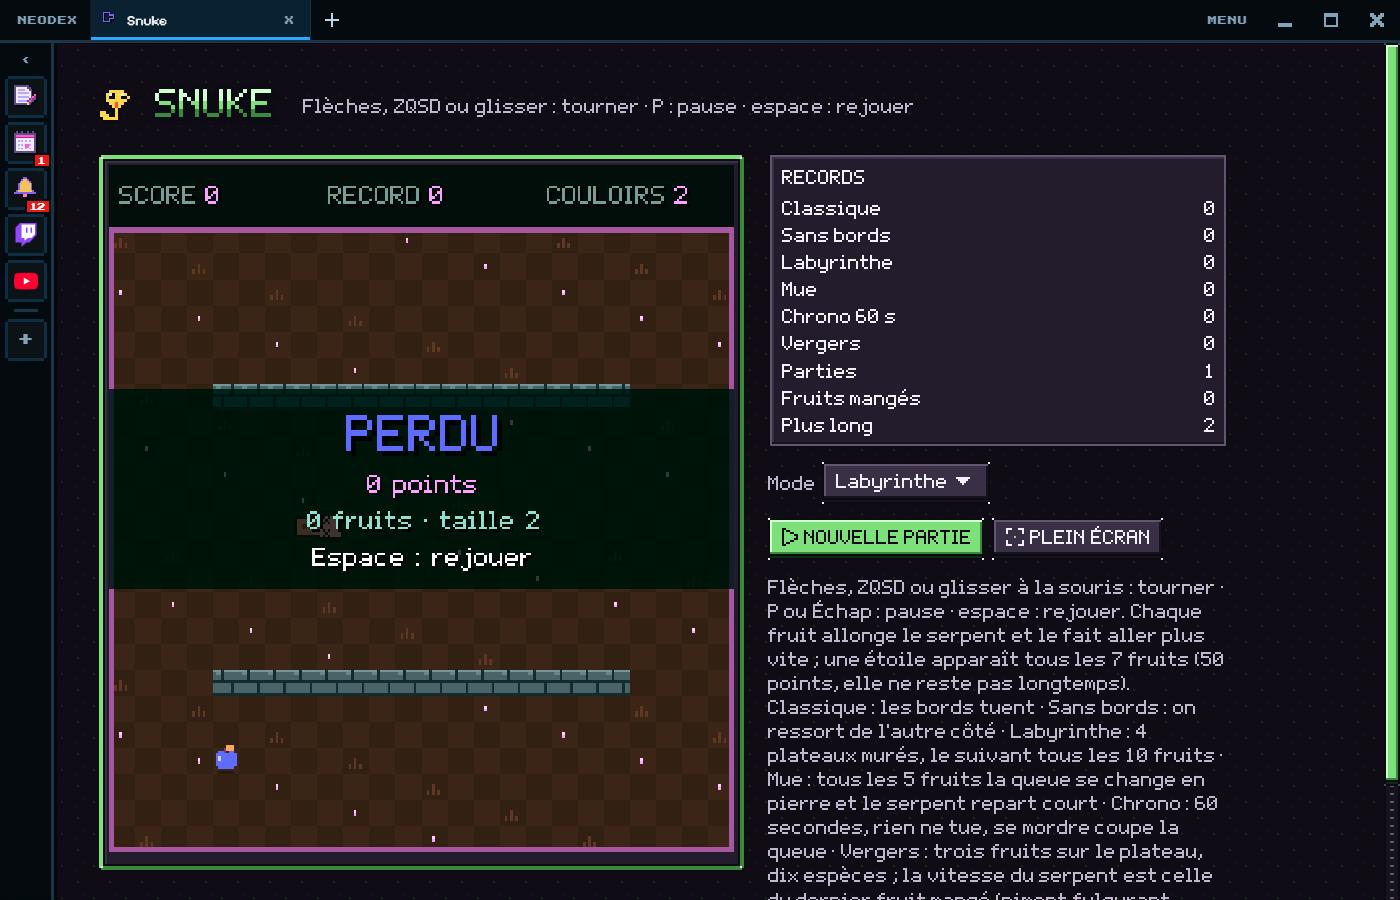 NEODEX
Snuke
MENU
1
12
SNUKE
Flèches, ZQSD ou glisser : tourner · P : pause · espace : rejouer
SCORE 0
RECORD 0
COULOIRS 2
PERDU
0 points
0 fruits · taille 2
Espace : rejouer
RECORDS
Classique 0
Sans bords 0
Labyrinthe 0
Mue 0
Chrono 60 s 0
Vergers 0
Parties 1
Fruits mangés 0
Plus long 2
Mode Labyrinthe
NOUVELLE PARTIE
PLEIN ÉCRAN
Flèches, ZQSD ou glisser à la souris : tourner ·
P ou Échap : pause · espace : rejouer. Chaque
fruit allonge le serpent et le fait aller plus
vite ; une étoile apparaît tous les 7 fruits (50
points, elle ne reste pas longtemps).
Classique : les bords tuent · Sans bords : on
ressort de l'autre côté · Labyrinthe : 4
plateaux murés, le suivant tous les 10 fruits ·
Mue : tous les 5 fruits la queue se change en
pierre et le serpent repart court · Chrono : 60
secondes, rien ne tue, se mordre coupe la
queue · Vergers : trois fruits sur le plateau,
dix espèces ; la vitesse du serpent est celle
du dernier fruit mangé (piment fulgurant